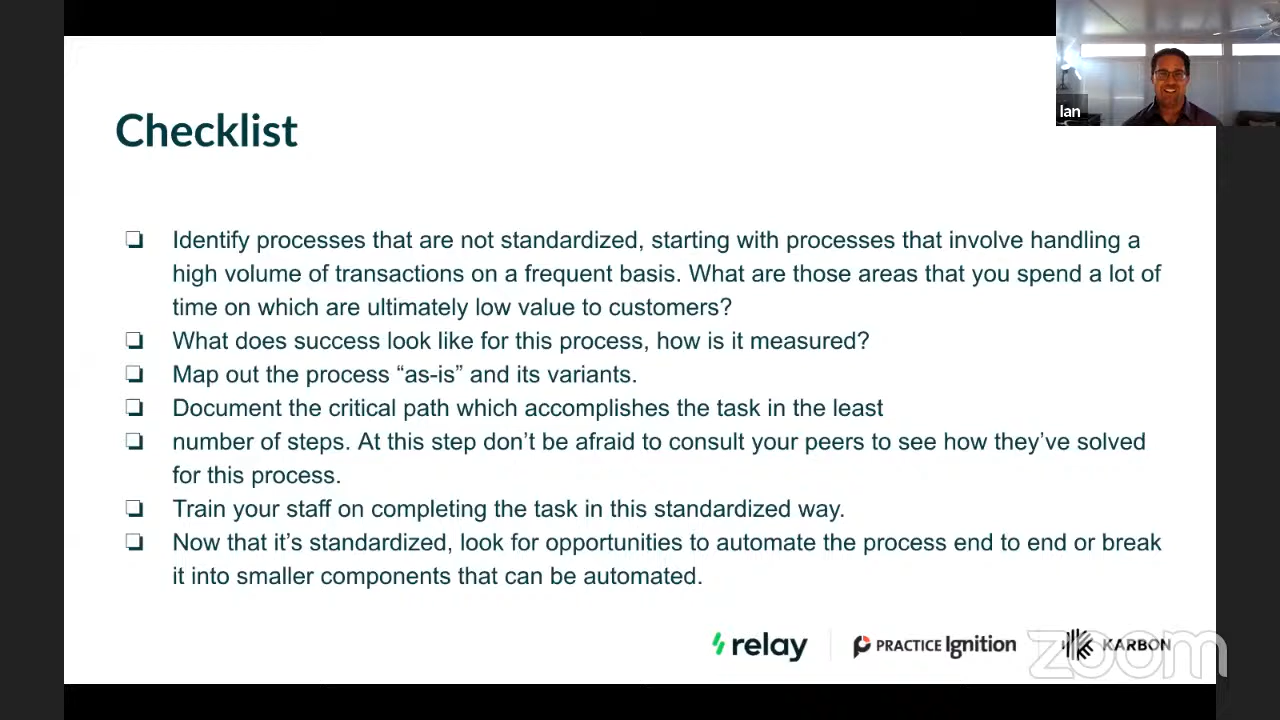 Ian
Checklist
Identify processes that are not standardized, starting with processes that involve handling a
high volume of transactions on a frequent basis. What are those areas that you spend a lot of
time on which are ultimately low value to customers?
What does success look like for this process, how is it measured?
Map out the process “as-is” and its variants.
Document the critical path which accomplishes the task in the least
number of steps. At this step don’t be afraid to consult your peers to see how they’ve solved
for this process.
Train your staff on completing the task in this standardized way.
Now that it’s standardized, look for opportunities to automate the process end to end or break
it into smaller components that can be automated.
relay
PRACTICE Ignition
KARBON
zoom